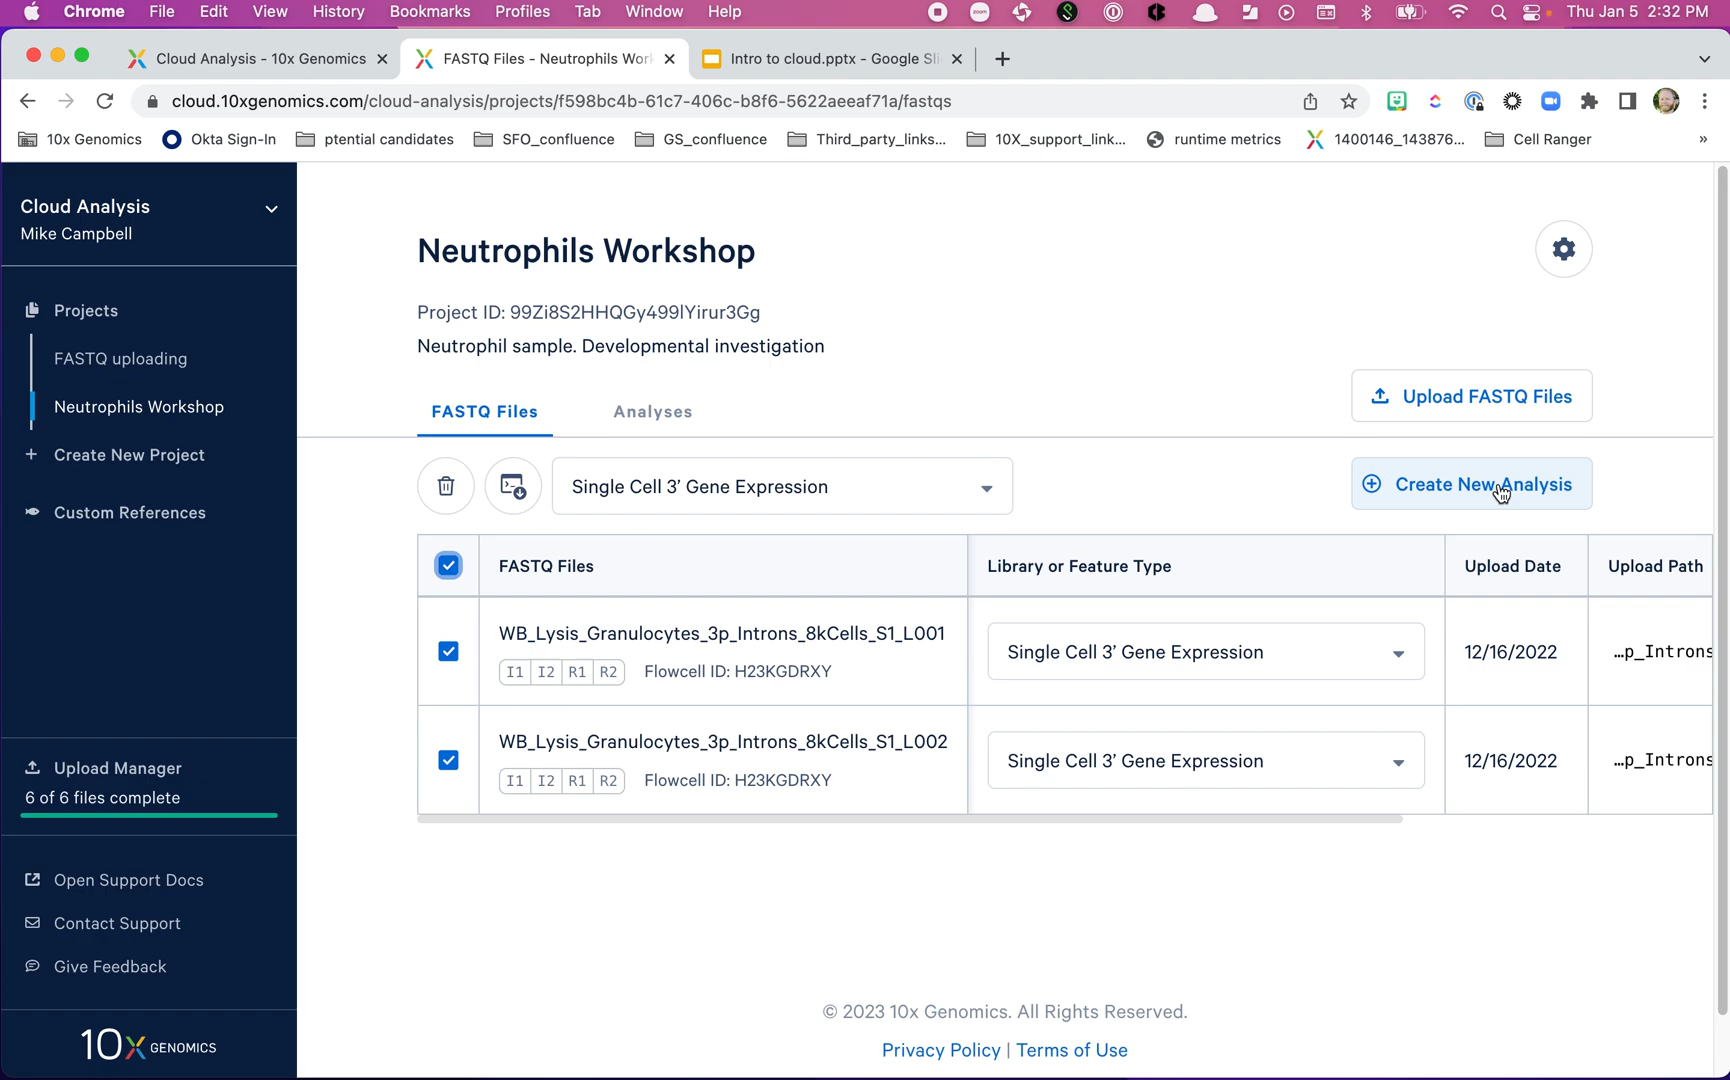 Chrome File Edit View History Bookmarks Profiles Tab Window Help Thu Jan 5 2:32 PM
Cloud Analysis - 10x Genomics FASTQ Files - Neutrophils Wor Intro to cloud.pptx - Google Sli
cloud.10xgenomics.com/cloud-analysis/projects/f598bc4b-61c7-406c-b8f6-5622aeeaf71a/fastqs
10x Genomics Okta Sign-In ptential candidates SFO_confluence GS_confluence Third_party_links... 10X_support_link... runtime metrics 1400146_143876... Cell Ranger »
Cloud Analysis
Mike Campbell
Projects
FASTQ uploading
Neutrophils Workshop
+ Create New Project
Custom References
Upload Manager
6 of 6 files complete
Open Support Docs
Contact Support
Give Feedback
10x GENOMICS
Neutrophils Workshop
Project ID: 99Zi8S2HHQGy499lYirur3Gg
Neutrophil sample. Developmental investigation
FASTQ Files Analyses
Upload FASTQ Files
Single Cell 3’ Gene Expression
Create New Analysis
FASTQ Files Library or Feature Type Upload Date Upload Path
WB_Lysis_Granulocytes_3p_Introns_8kCells_S1_L001
I1 I2 R1 R2 Flowcell ID: H23KGDRXY
Single Cell 3’ Gene Expression
12/16/2022
…p_Introns
WB_Lysis_Granulocytes_3p_Introns_8kCells_S1_L002
I1 I2 R1 R2 Flowcell ID: H23KGDRXY
Single Cell 3’ Gene Expression
12/16/2022
…p_Introns
© 2023 10x Genomics. All Rights Reserved.
Privacy Policy | Terms of Use